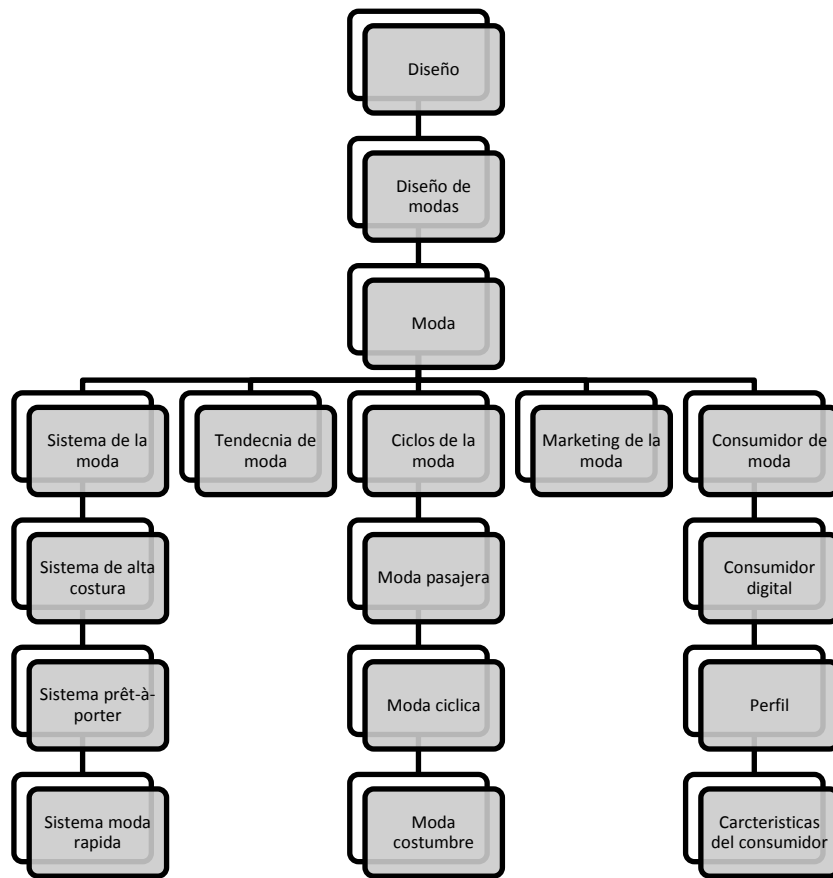 Diseño
Diseño de
modas
Moda
Sistema de la
moda
Tendecnia de
moda
Ciclos de la
moda
Marketing de la
moda
Consumidor de
moda
Sistema de alta
costura
Moda pasajera
Consumidor
digital
Sistema prêt-à-
porter
Moda ciclica
Perfil
Sistema moda
rapida
Moda
costumbre
Carcteristicas
del consumidor